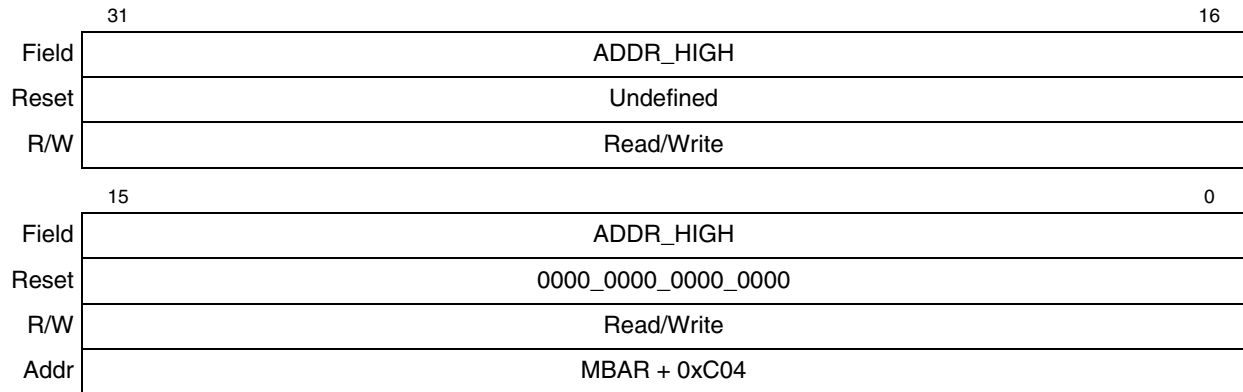 31 16
Field ADDR_HIGH
Reset Undefined
R/W Read/Write
15 0
Field ADDR_HIGH
Reset 0000_0000_0000_0000
R/W Read/Write
Addr MBAR + 0xC04